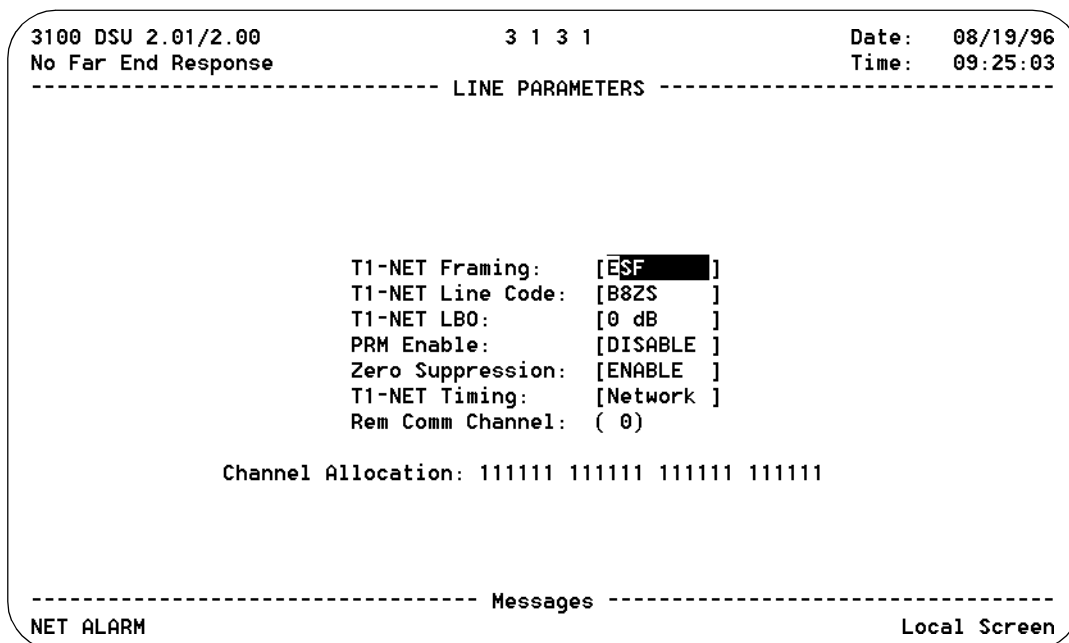 3100 DSU 2.01/2.00 3 1 3 1 Date: 08/19/96
No Far End Response Time: 09:25:03
-------------------------------- LINE PARAMETERS -------------------------------
T1-NET Framing: [ESF ]
T1-NET Line Code: [B8ZS ]
T1-NET LBO: [0 dB ]
PRM Enable: [DISABLE ]
Zero Suppression: [ENABLE ]
T1-NET Timing: [Network ]
Rem Comm Channel: ( 0)
Channel Allocation: 111111 111111 111111 111111
----------------------------------- Messages -----------------------------------
NET ALARM Local Screen